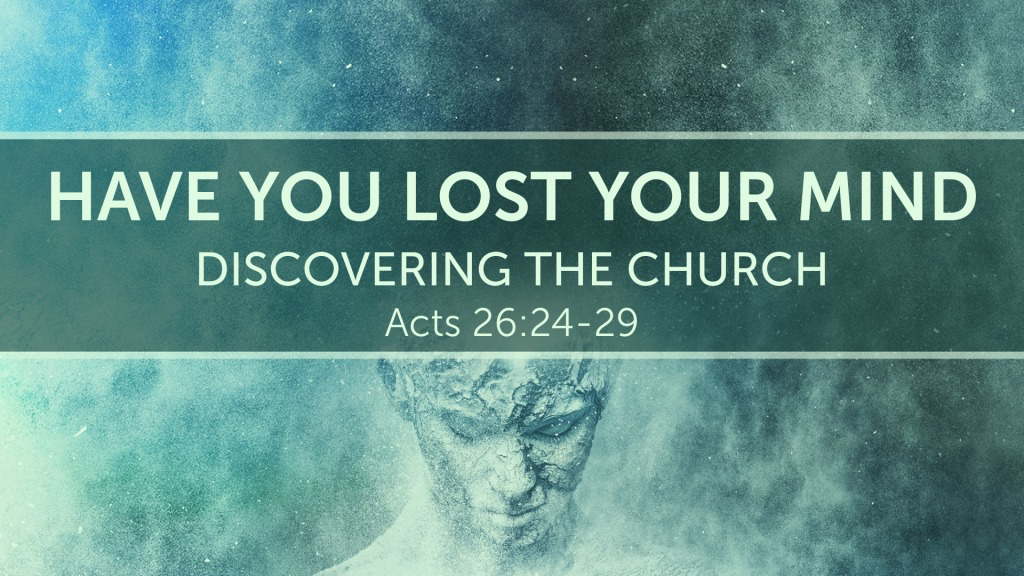 HAVE YOU LOST YOUR MIND
DISCOVERING THE CHURCH
Acts 26:24-29